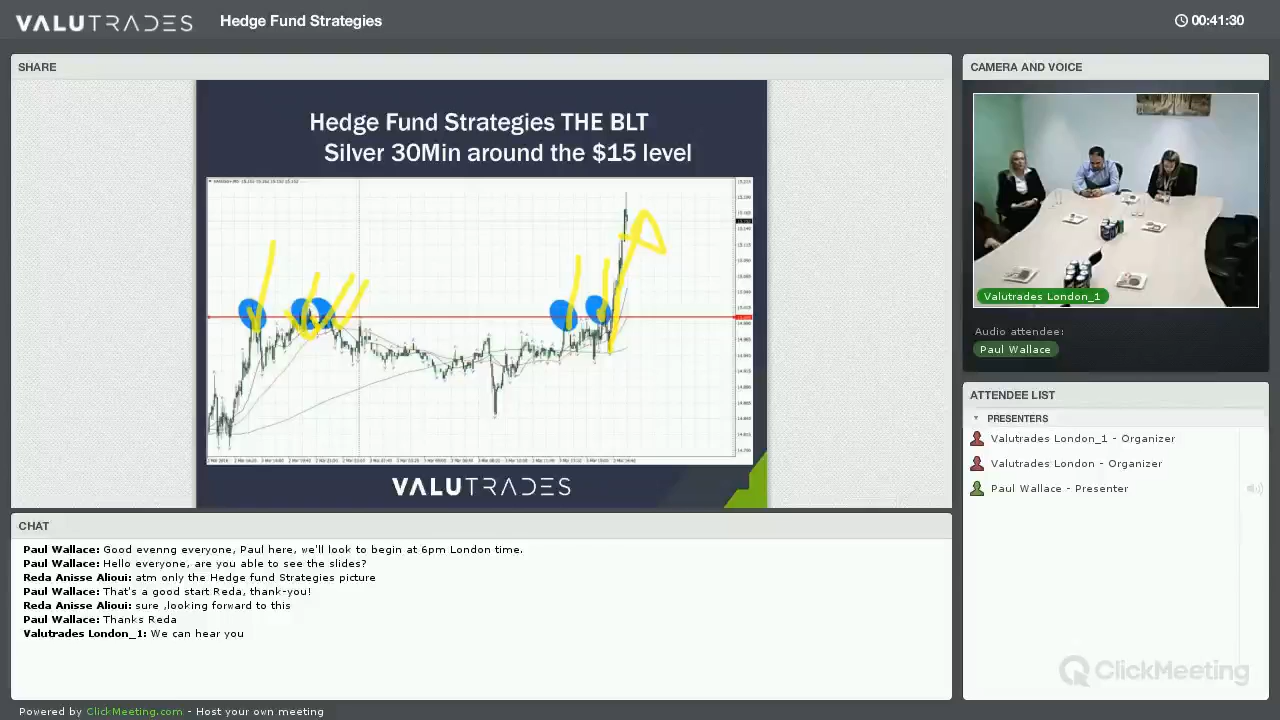 VALUTRADES
Hedge Fund Strategies
00:41:30
SHARE
Hedge Fund Strategies THE BLT
Silver 30Min around the $15 level
VALUTRADES
CAMERA AND VOICE
Valutrades London_1
Audio attendee:
Paul Wallace
ATTENDEE LIST
PRESENTERS
Valutrades London_1 - Organizer
Valutrades London - Organizer
Paul Wallace - Presenter
CHAT
Paul Wallace: Good evenng everyone, Paul here, we'll look to begin at 6pm London time.
Paul Wallace: Hello everyone, are you able to see the slides?
Reda Anisse Alioui: atm only the Hedge fund Strategies picture
Paul Wallace: That's a good start Reda, thank-you!
Reda Anisse Alioui: sure ,looking forward to this
Paul Wallace: Thanks Reda
Valutrades London_1: We can hear you
ClickMeeting
Powered by ClickMeeting.com - Host your own meeting